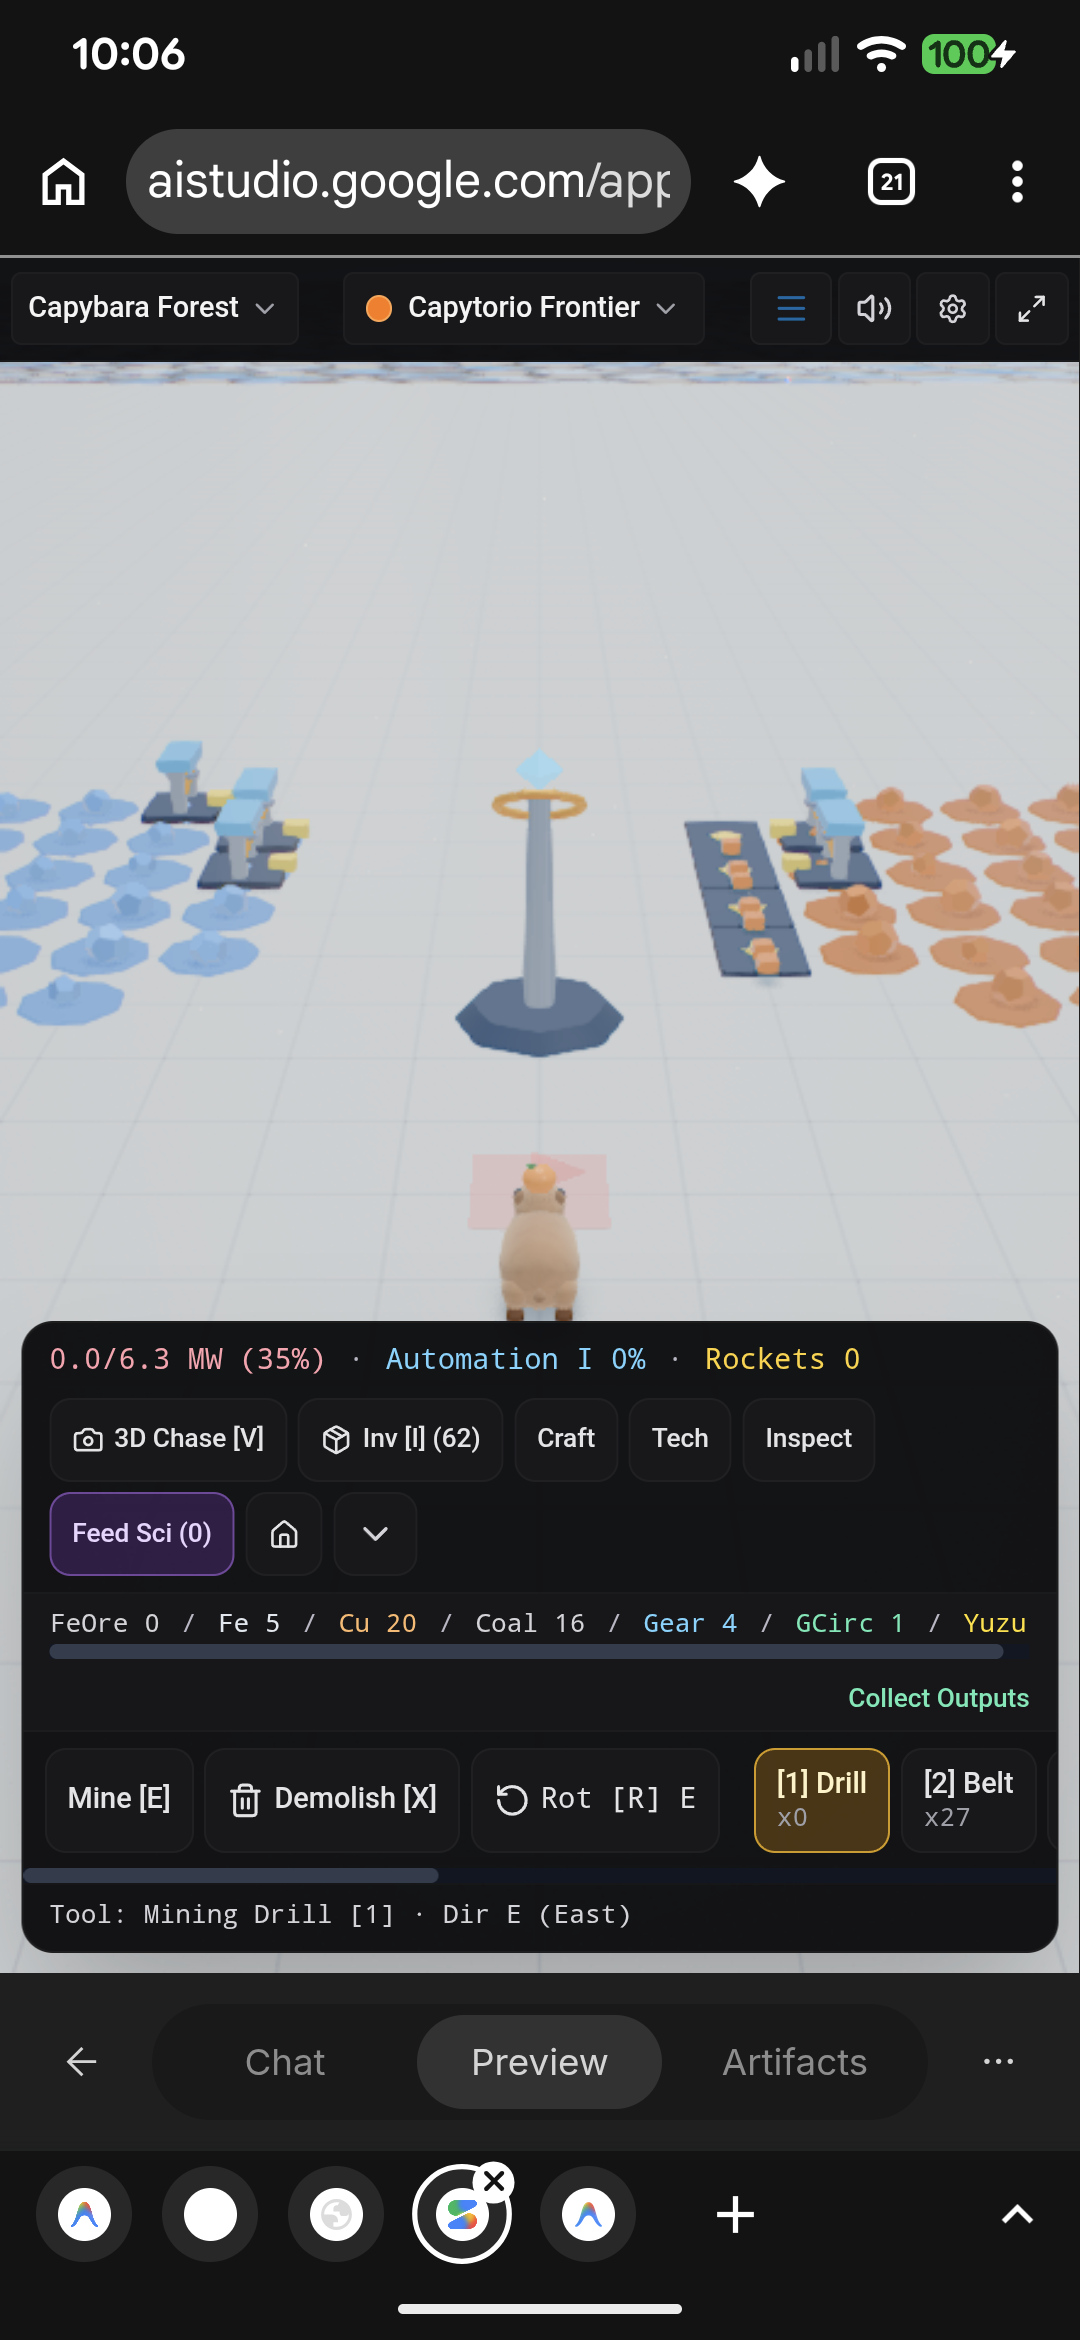 10:06
100
aistudio.google.com/app
21
Capybara Forest
Capytorio Frontier
0.0/6.3 MW (35%) · Automation I 0% · Rockets 0
3D Chase [V]
Inv [I] (62)
Craft
Tech
Inspect
Feed Sci (0)
FeOre 0 / Fe 5 / Cu 20 / Coal 16 / Gear 4 / GCirc 1 / Yuzu
Collect Outputs
Mine [E]
Demolish [X]
Rot [R] E
[1] Drill
x0
[2] Belt
x27
Tool: Mining Drill [1] · Dir E (East)
Chat
Preview
Artifacts